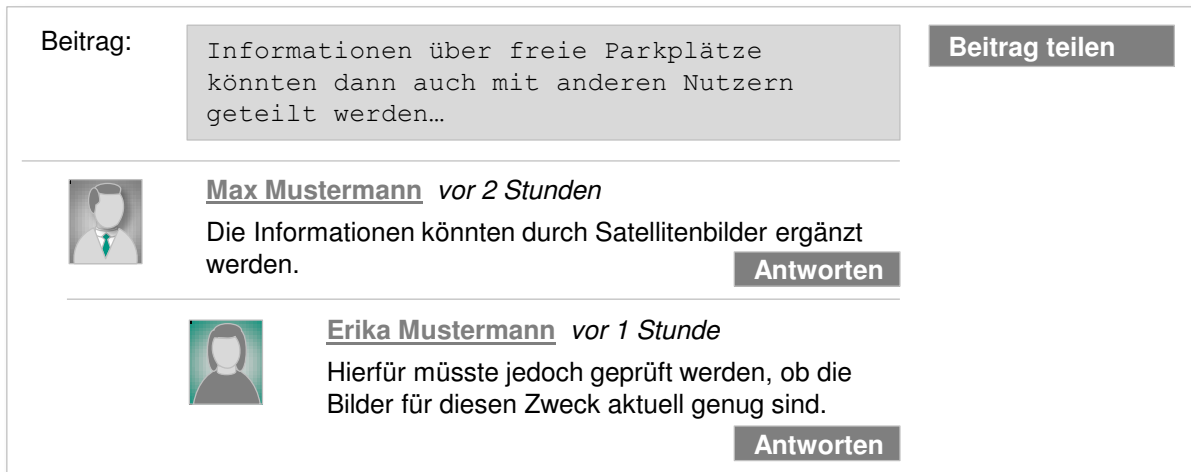 Beitrag:
Informationen über freie Parkplätze
könnten dann auch mit anderen Nutzern
geteilt werden…
Beitrag teilen
Max Mustermann vor 2 Stunden
Die Informationen könnten durch Satellitenbilder ergänzt
werden.
Antworten
Erika Mustermann vor 1 Stunde
Hierfür müsste jedoch geprüft werden, ob die
Bilder für diesen Zweck aktuell genug sind.
Antworten